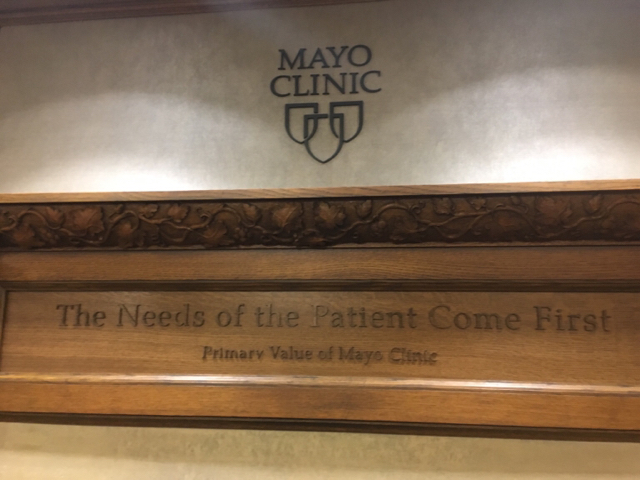 MAYO
CLINIC
The Needs of the Patient Come First
Primary Value of Mayo Clinic